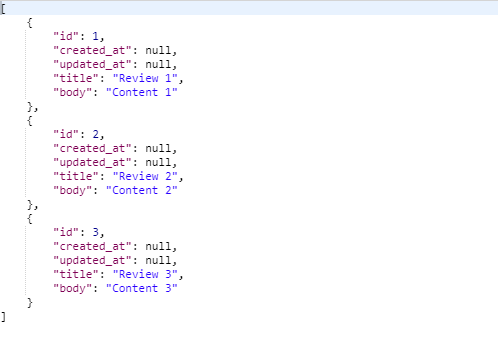 [
    {
        "id": 1,
        "created_at": null,
        "updated_at": null,
        "title": "Review 1",
        "body": "Content 1"
    },
    {
        "id": 2,
        "created_at": null,
        "updated_at": null,
        "title": "Review 2",
        "body": "Content 2"
    },
    {
        "id": 3,
        "created_at": null,
        "updated_at": null,
        "title": "Review 3",
        "body": "Content 3"
    }
]